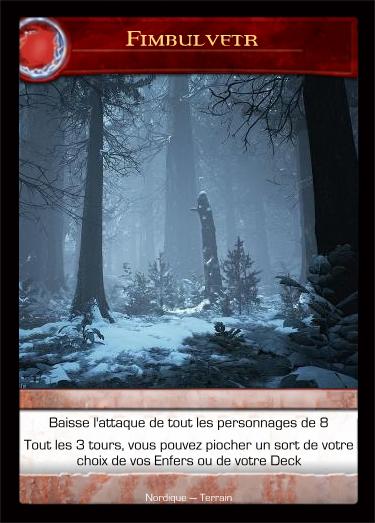 Fimbulvetr
Baisse l'attaque de tout les personnages de 8
Tout les 3 tours, vous pouvez piocher un sort de votre
choix de vos Enfers ou de votre Deck
Nordique — Terrain